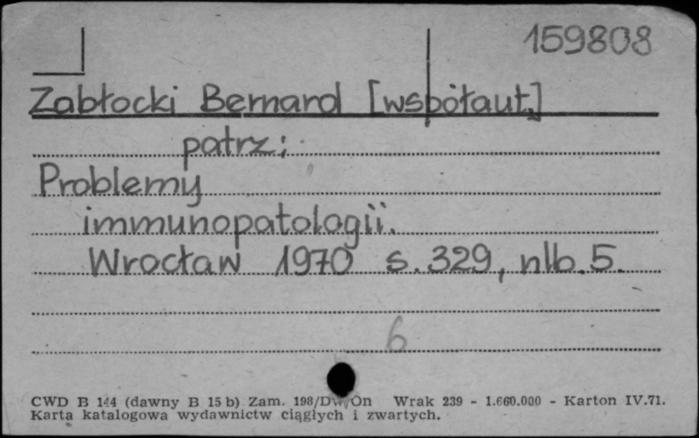 159808
Zabłocki Bernard [współaut.]
patrz:
Problemy
immunopatologii.
Wrocław 1970 s. 329, nlb. 5.
6
CWD B 144 (dawny B 15 b) Zam. 198/DW/On Wrak 239 - 1.660.000 - Karton IV.71.
Karta katalogowa wydawnictw ciągłych i zwartych.